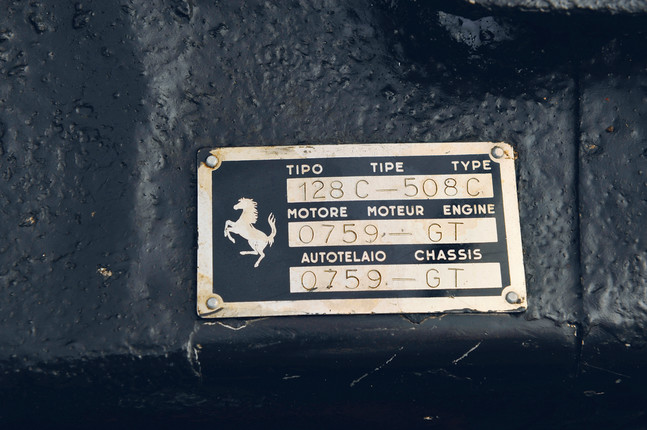 TIPO TIPE TYPE
128 C — 508 C
MOTORE MOTEUR ENGINE
0759 — GT
AUTOTELAIO CHASSIS
0759 — GT